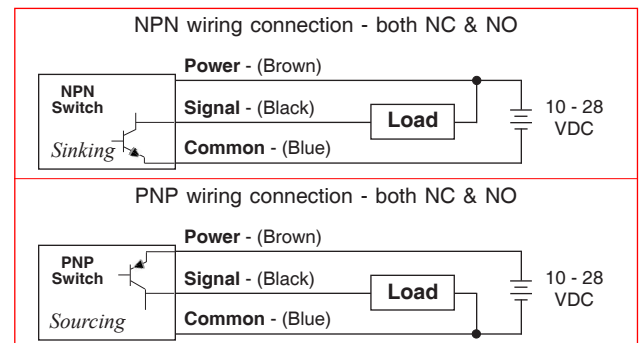 NPN wiring connection - both NC & NO
Power - (Brown)
NPN
Switch
Signal - (Black)
Load
10 - 28
VDC
Sinking
Common - (Blue)
PNP wiring connection - both NC & NO
Power - (Brown)
PNP
Switch
Signal - (Black)
Load
10 - 28
VDC
Sourcing
Common - (Blue)